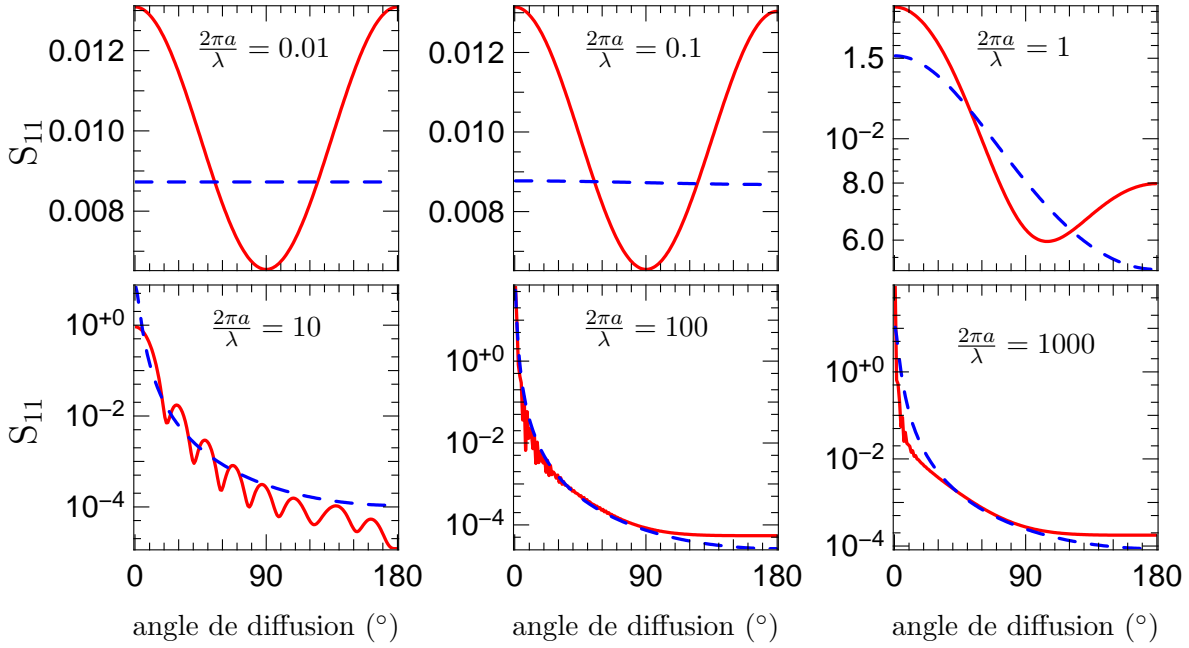 S₁₁
0.012
0.010
0.008
2πa/λ = 0.01
0.012
0.010
0.008
2πa/λ = 0.1
1.5
10⁻²
8.0
6.0
2πa/λ = 1
S₁₁
10⁺⁰
10⁻²
10⁻⁴
2πa/λ = 10
0 90 180
angle de diffusion (°)
10⁺⁰
10⁻²
10⁻⁴
2πa/λ = 100
0 90 180
angle de diffusion (°)
10⁺⁰
10⁻²
10⁻⁴
2πa/λ = 1000
0 90 180
angle de diffusion (°)